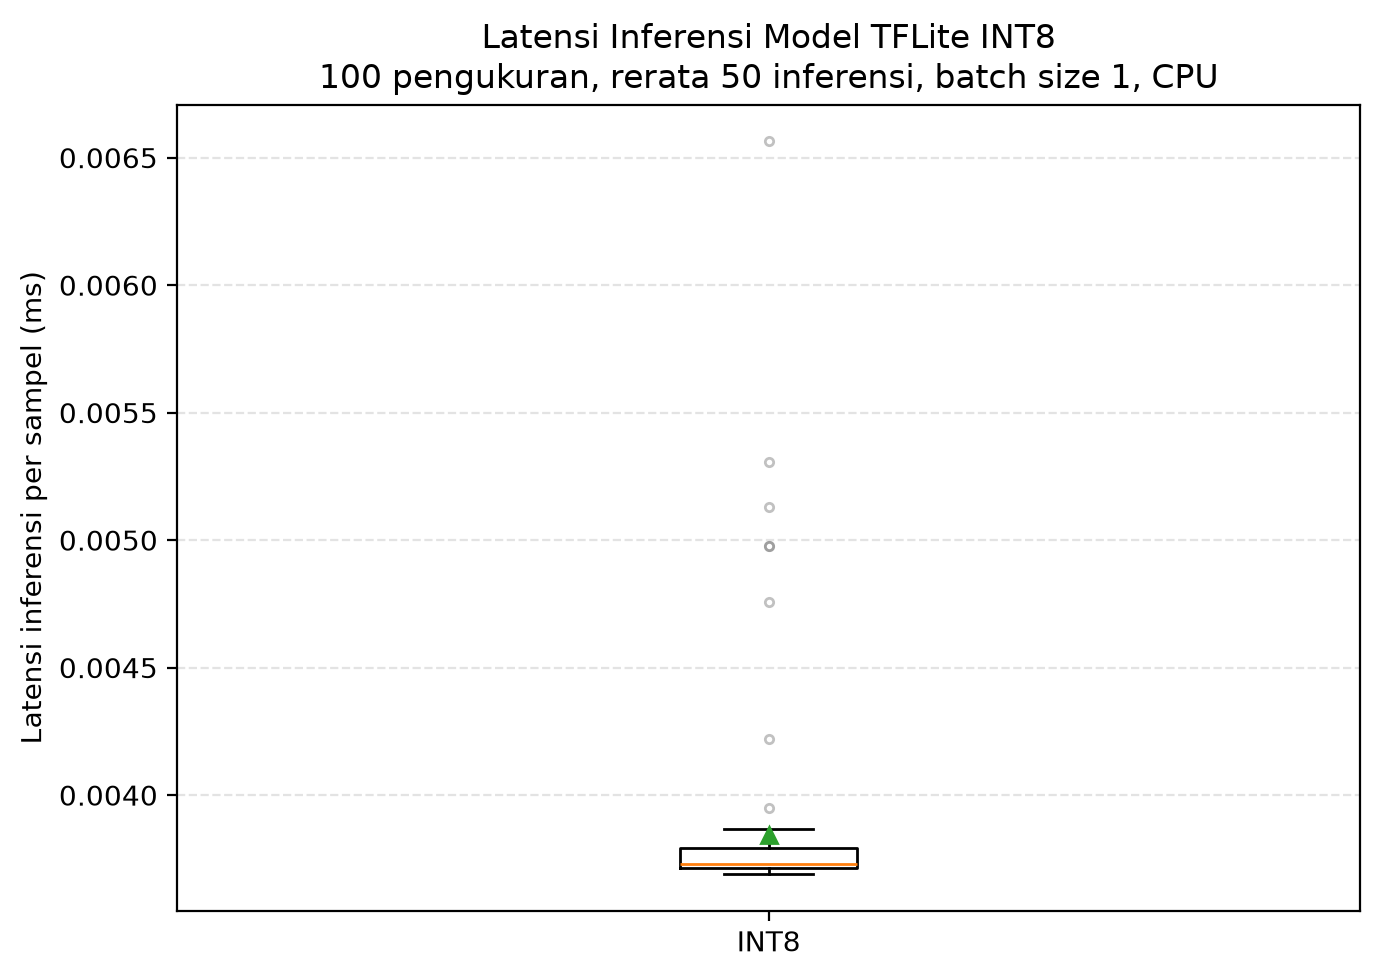 Latensi Inferensi Model TFLite INT8
100 pengukuran, rerata 50 inferensi, batch size 1, CPU
Latensi inferensi per sampel (ms)
0.0065
0.0060
0.0055
0.0050
0.0045
0.0040
INT8